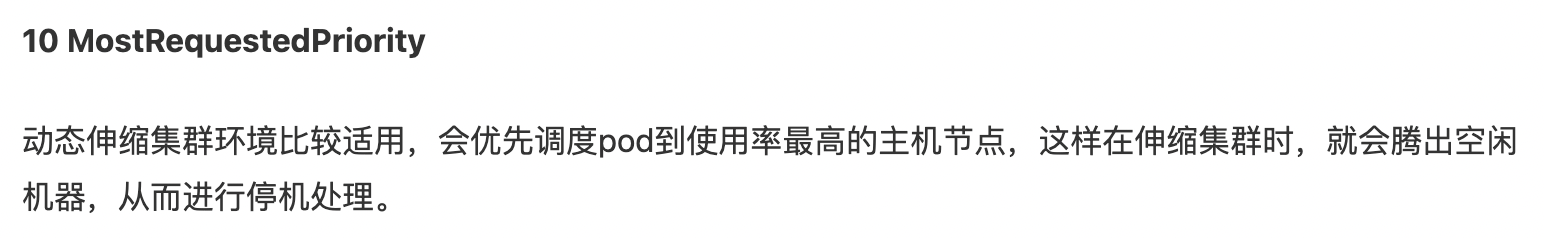 10 MostRequestedPriority
动态伸缩集群环境比较适用，会优先调度pod到使用率最高的主机节点，这样在伸缩集群时，就会腾出空闲
机器，从而进行停机处理。